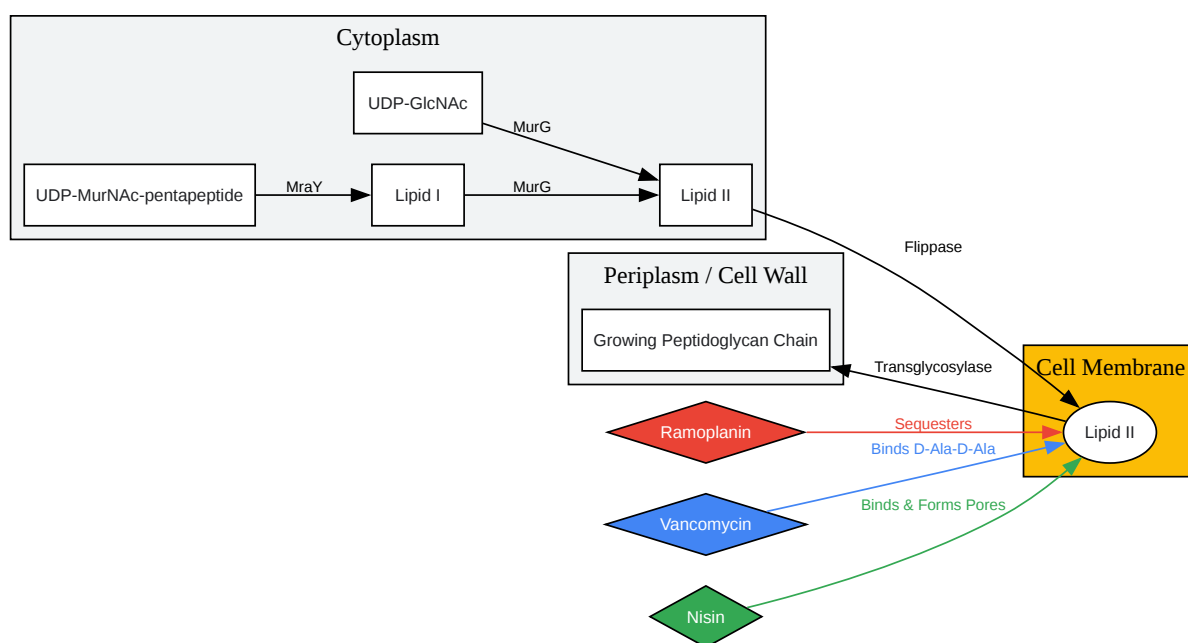 Cytoplasm
UDP-GlcNAc
MurG
UDP-MurNAc-pentapeptide
MraY
Lipid I
MurG
Lipid II
Flippase
Periplasm / Cell Wall
Growing Peptidoglycan Chain
Transglycosylase
Cell Membrane
Lipid II
Ramoplanin
Sequesters
Binds D-Ala-D-Ala
Vancomycin
Binds & Forms Pores
Nisin